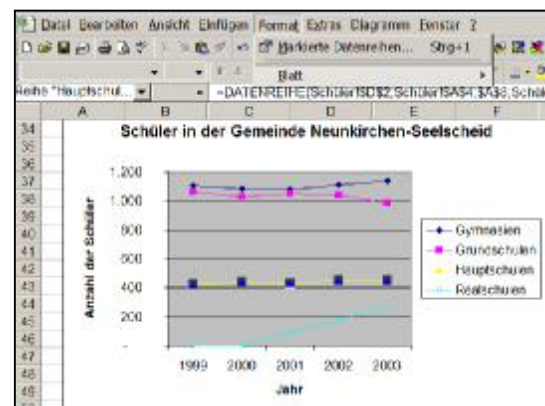 Datei Bearbeiten Ansicht Einfügen Format Extras Diagramm Fenster ?
Markierte Datenreihen... Strg+1
Blatt
Reihe "Hauptschul... =DATENREIHE(Schüler!$D$2;Schüler!$A$4:$A$8;Schül
A B C D E F
34 Schüler in der Gemeinde Neunkirchen-Seelscheid
35
36
37 1.200
38 1.000
39
40 800
41 600
42
43 400
44
45 200
46 -
47 1999 2000 2001 2002 2003
48
49 Jahr
Anzahl der Schüler
Gymnasien
Grundschulen
Hauptschulen
Realschulen